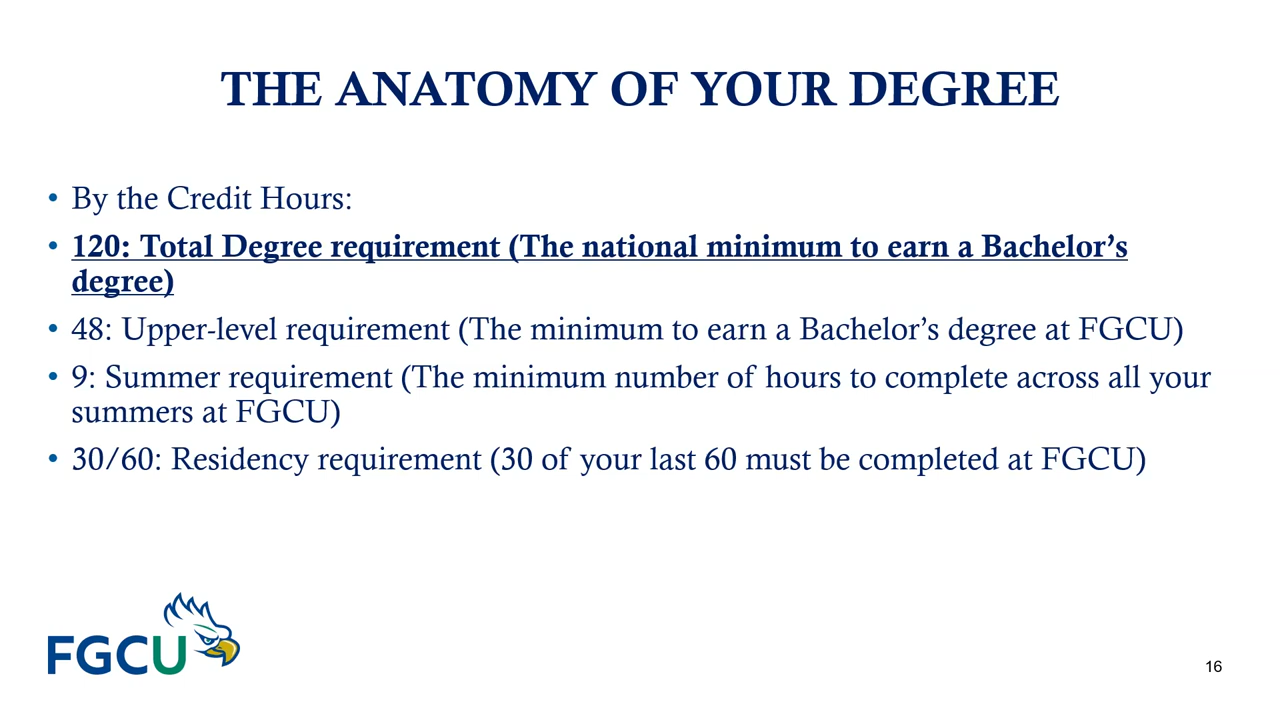 THE ANATOMY OF YOUR DEGREE
• By the Credit Hours:
• 120: Total Degree requirement (The national minimum to earn a Bachelor’s
degree)
• 48: Upper-level requirement (The minimum to earn a Bachelor’s degree at FGCU)
• 9: Summer requirement (The minimum number of hours to complete across all your
summers at FGCU)
• 30/60: Residency requirement (30 of your last 60 must be completed at FGCU)
FGCU
16